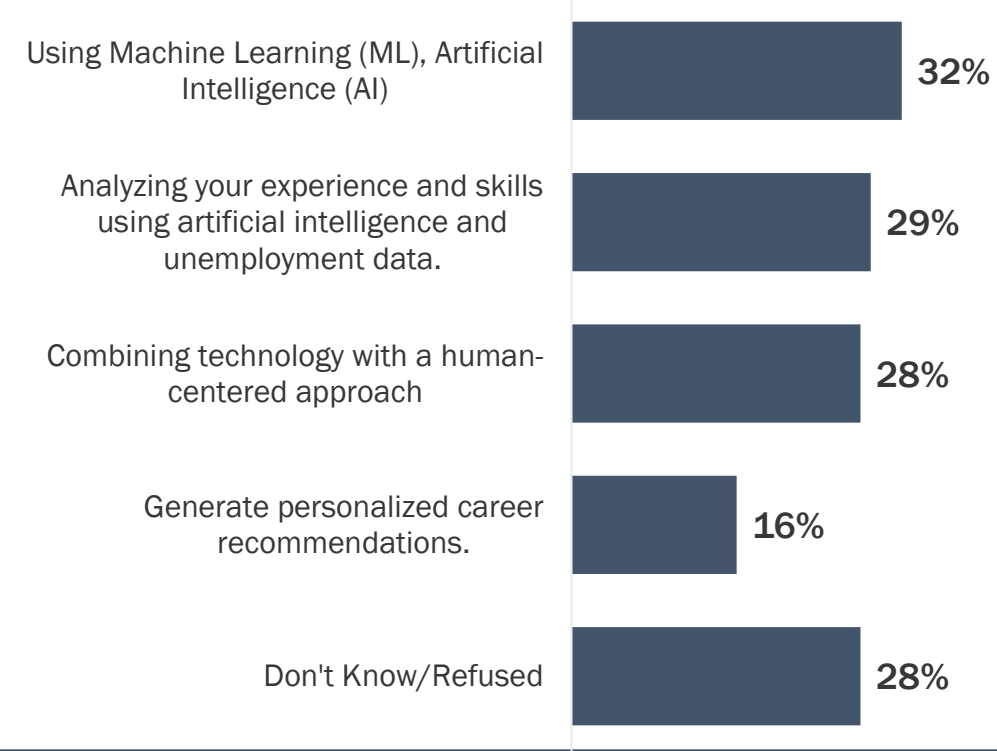 Using Machine Learning (ML), Artificial
Intelligence (AI)
32%
Analyzing your experience and skills
using artificial intelligence and
unemployment data.
29%
Combining technology with a human-
centered approach
28%
Generate personalized career
recommendations.
16%
Don't Know/Refused
28%